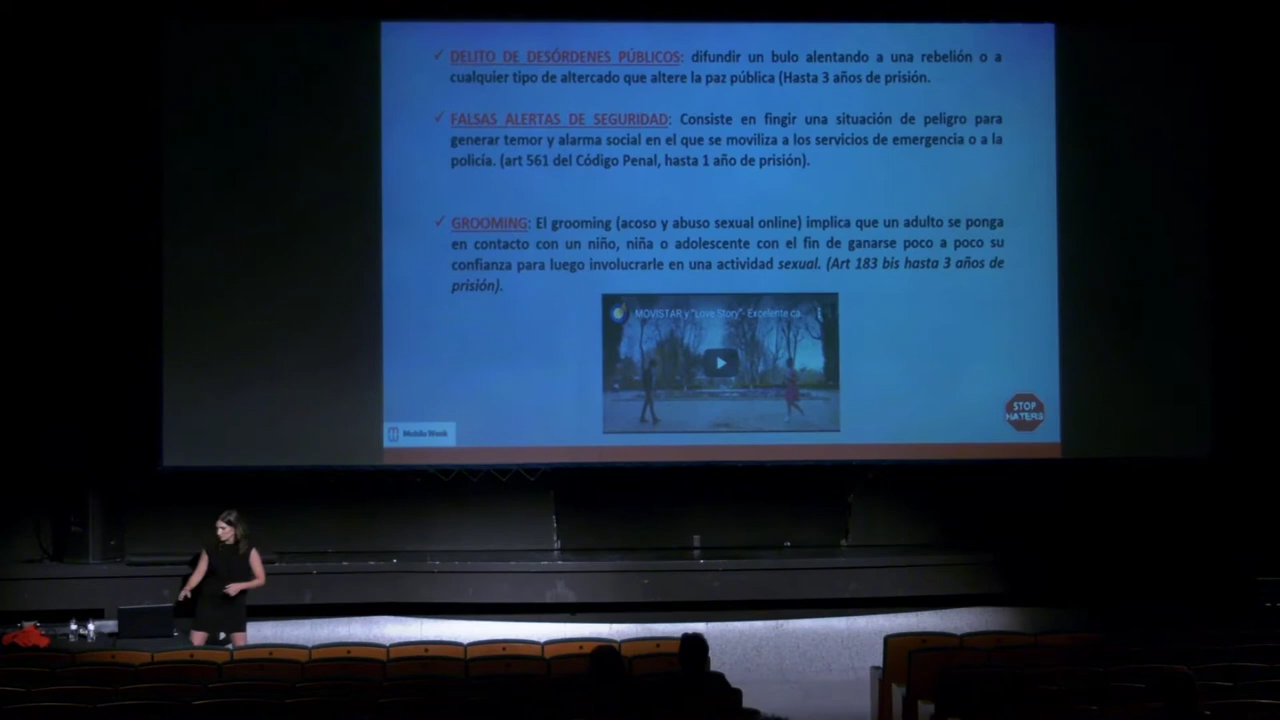 ✓ DELITO DE DESÓRDENES PÚBLICOS: difundir un bulo alentando a una rebelión o a
cualquier tipo de altercado que altere la paz pública (Hasta 3 años de prisión.
✓ FALSAS ALERTAS DE SEGURIDAD: Consiste en fingir una situación de peligro para
generar temor y alarma social en el que se moviliza a los servicios de emergencia o a la
policía. (art 561 del Código Penal, hasta 1 año de prisión).
✓ GROOMING: El grooming (acoso y abuso sexual online) implica que un adulto se ponga
en contacto con un niño, niña o adolescente con el fin de ganarse poco a poco su
confianza para luego involucrarle en una actividad sexual. (Art 183 bis hasta 3 años de
prisión).
MOVISTAR y "Love Story"- Excelente ca...
STOP
HATERS
Mobile Week